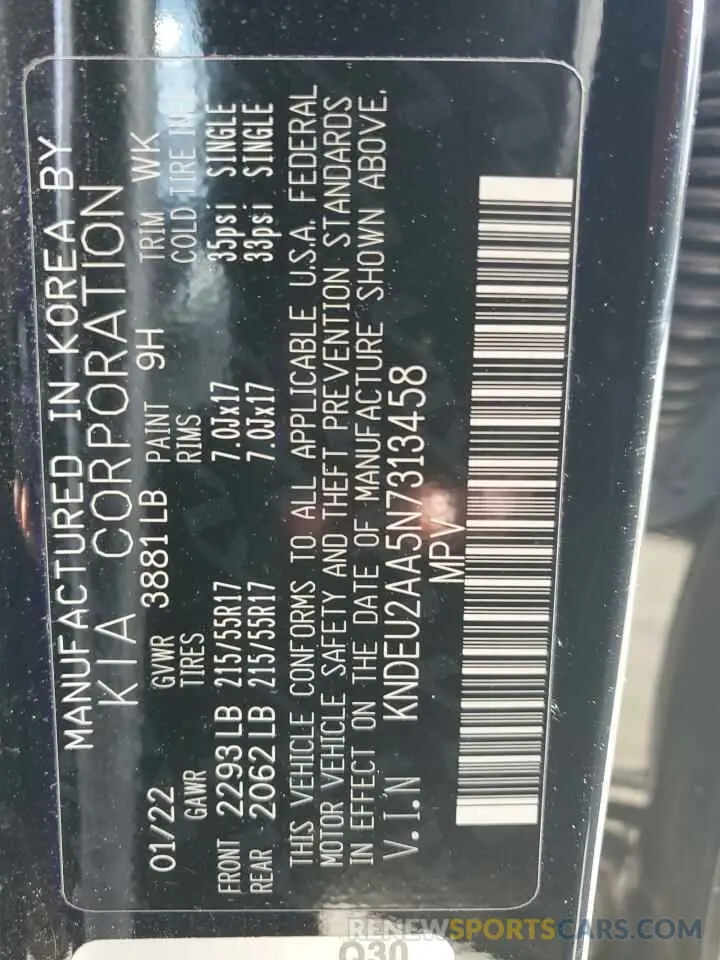 MANUFACTURED IN KOREA BY
KIA CORPORATION
01/22 GVWR 3881 LB PAINT 9H TRIM WK
GAWR TIRES RIMS COLD TIRE
FRONT 2293 LB 215/55R17 7.0Jx17 35psi SINGLE
REAR 2062 LB 215/55R17 7.0Jx17 33psi SINGLE
THIS VEHICLE CONFORMS TO ALL APPLICABLE U.S.A. FEDERAL
MOTOR VEHICLE SAFETY AND THEFT PREVENTION STANDARDS
IN EFFECT ON THE DATE OF MANUFACTURE SHOWN ABOVE.
V.I.N KNDEU2AA5N7313458
MPV
Q30
RENEWSPORTSCARS.COM